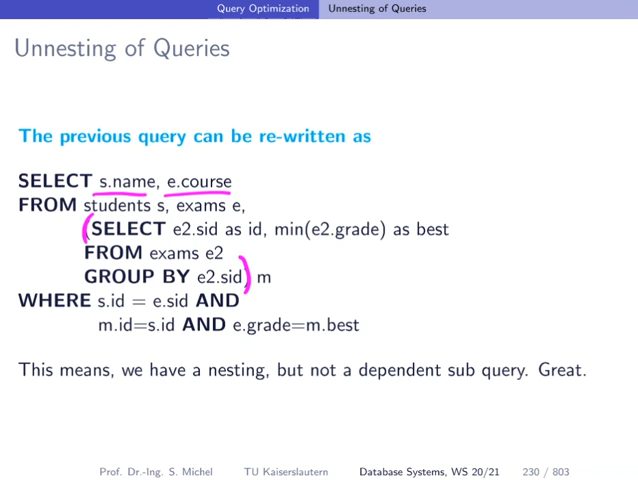 Query Optimization Unnesting of Queries
Unnesting of Queries
The previous query can be re-written as
SELECT s.name, e.course
FROM students s, exams e,
(SELECT e2.sid as id, min(e2.grade) as best
FROM exams e2
GROUP BY e2.sid) m
WHERE s.id = e.sid AND
m.id=s.id AND e.grade=m.best
This means, we have a nesting, but not a dependent sub query. Great.
Prof. Dr.-Ing. S. Michel TU Kaiserslautern Database Systems, WS 20/21 230 / 803